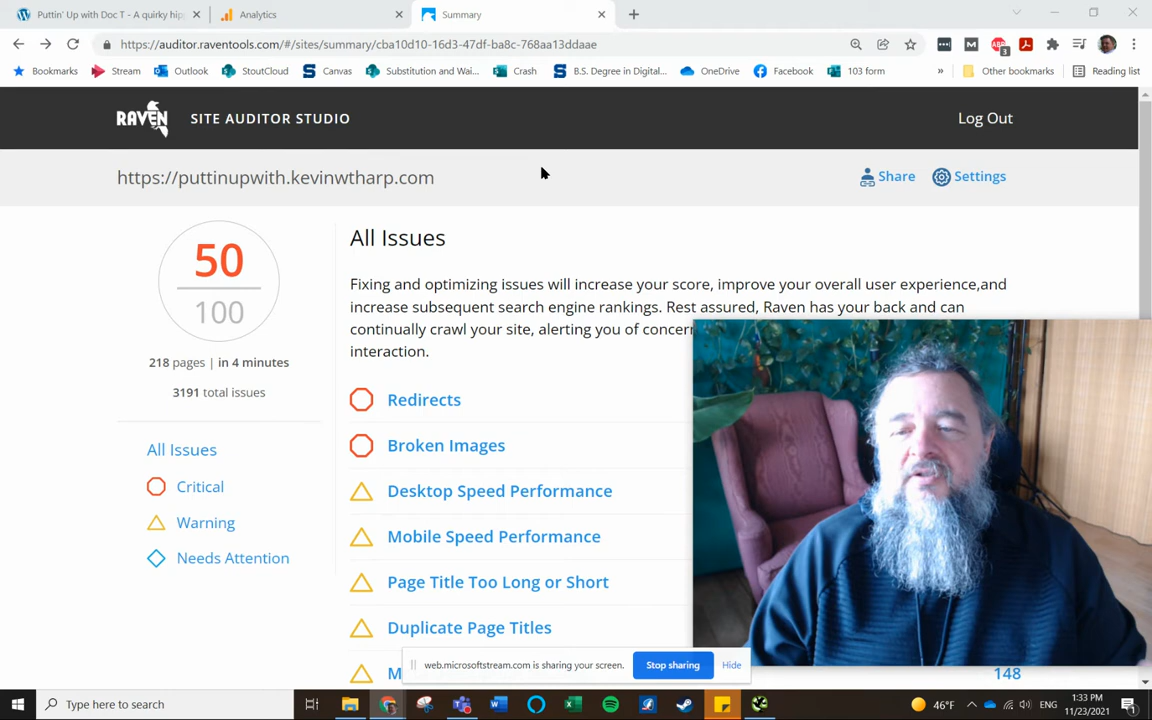 Puttin' Up with Doc T - A quirky hip
Analytics
Summary
https://auditor.raventools.com/#/sites/summary/cba10d10-16d3-47df-ba8c-768aa13ddaae
Bookmarks
Stream
Outlook
StoutCloud
Canvas
Substitution and Wai...
Crash
B.S. Degree in Digital...
OneDrive
Facebook
103 form
»
Other bookmarks
Reading list
RAVEN
SITE AUDITOR STUDIO
Log Out
https://puttinupwith.kevinwtharp.com
Share
Settings
50
100
218 pages | in 4 minutes
3191 total issues
All Issues
Critical
Warning
Needs Attention
All Issues
Fixing and optimizing issues will increase your score, improve your overall user experience,and
increase subsequent search engine rankings. Rest assured, Raven has your back and can
continually crawl your site, alerting you of concer
interaction.
Redirects
Broken Images
Desktop Speed Performance
Mobile Speed Performance
Page Title Too Long or Short
Duplicate Page Titles
M
148
web.microsoftstream.com is sharing your screen.
Stop sharing
Hide
Type here to search
46°F
ENG
1:33 PM
11/23/2021